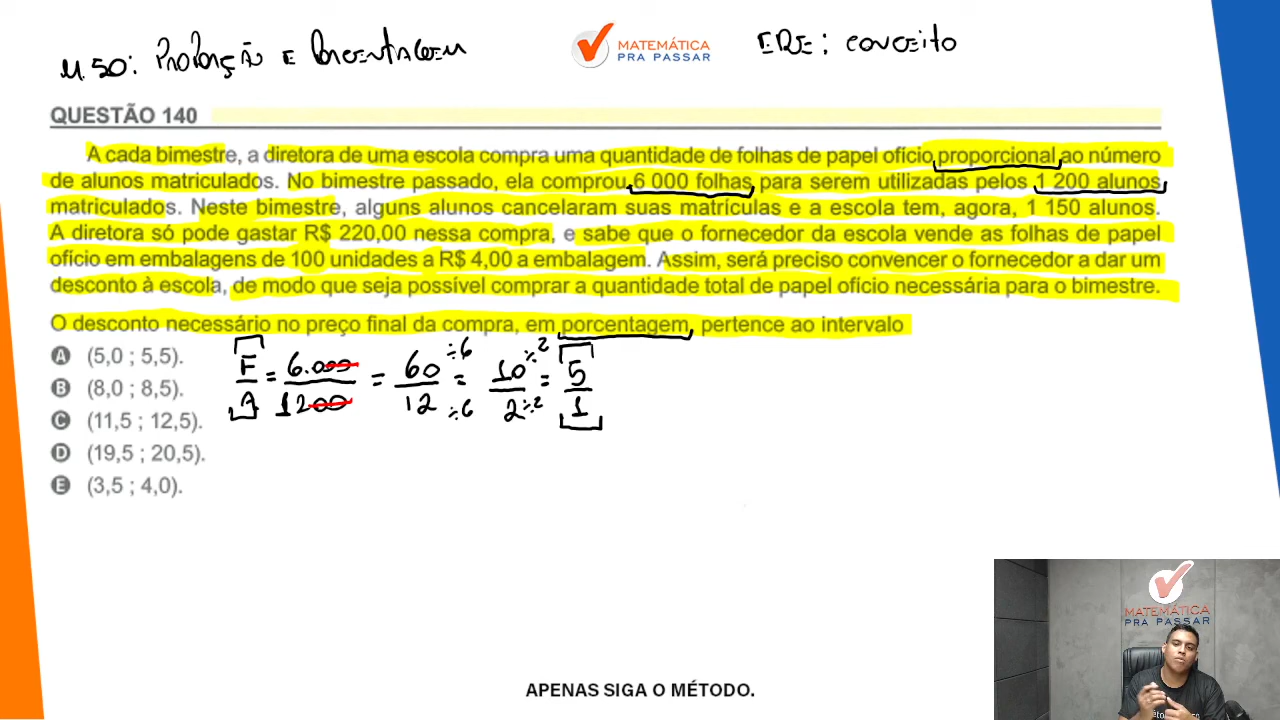 M.50: PROPORÇÃO E PORCENTAGEM
MATEMÁTICA
PRA PASSAR
ERE: CONCEITO
QUESTÃO 140
A cada bimestre, a diretora de uma escola compra uma quantidade de folhas de papel ofício proporcional ao número
de alunos matriculados. No bimestre passado, ela comprou 6 000 folhas para serem utilizadas pelos 1 200 alunos
matriculados. Neste bimestre, alguns alunos cancelaram suas matrículas e a escola tem, agora, 1 150 alunos.
A diretora só pode gastar R$ 220,00 nessa compra, e sabe que o fornecedor da escola vende as folhas de papel
ofício em embalagens de 100 unidades a R$ 4,00 a embalagem. Assim, será preciso convencer o fornecedor a dar um
desconto à escola, de modo que seja possível comprar a quantidade total de papel ofício necessária para o bimestre.
O desconto necessário no preço final da compra, em porcentagem, pertence ao intervalo
A (5,0 ; 5,5).
B (8,0 ; 8,5).
C (11,5 ; 12,5).
D (19,5 ; 20,5).
E (3,5 ; 4,0).
F/A = 6.000/1200 = 60/12 ÷6/÷6 = 10/2 ÷2/÷2 = 5/1
MATEMÁTICA
PRA PASSAR
APENAS SIGA O MÉTODO.